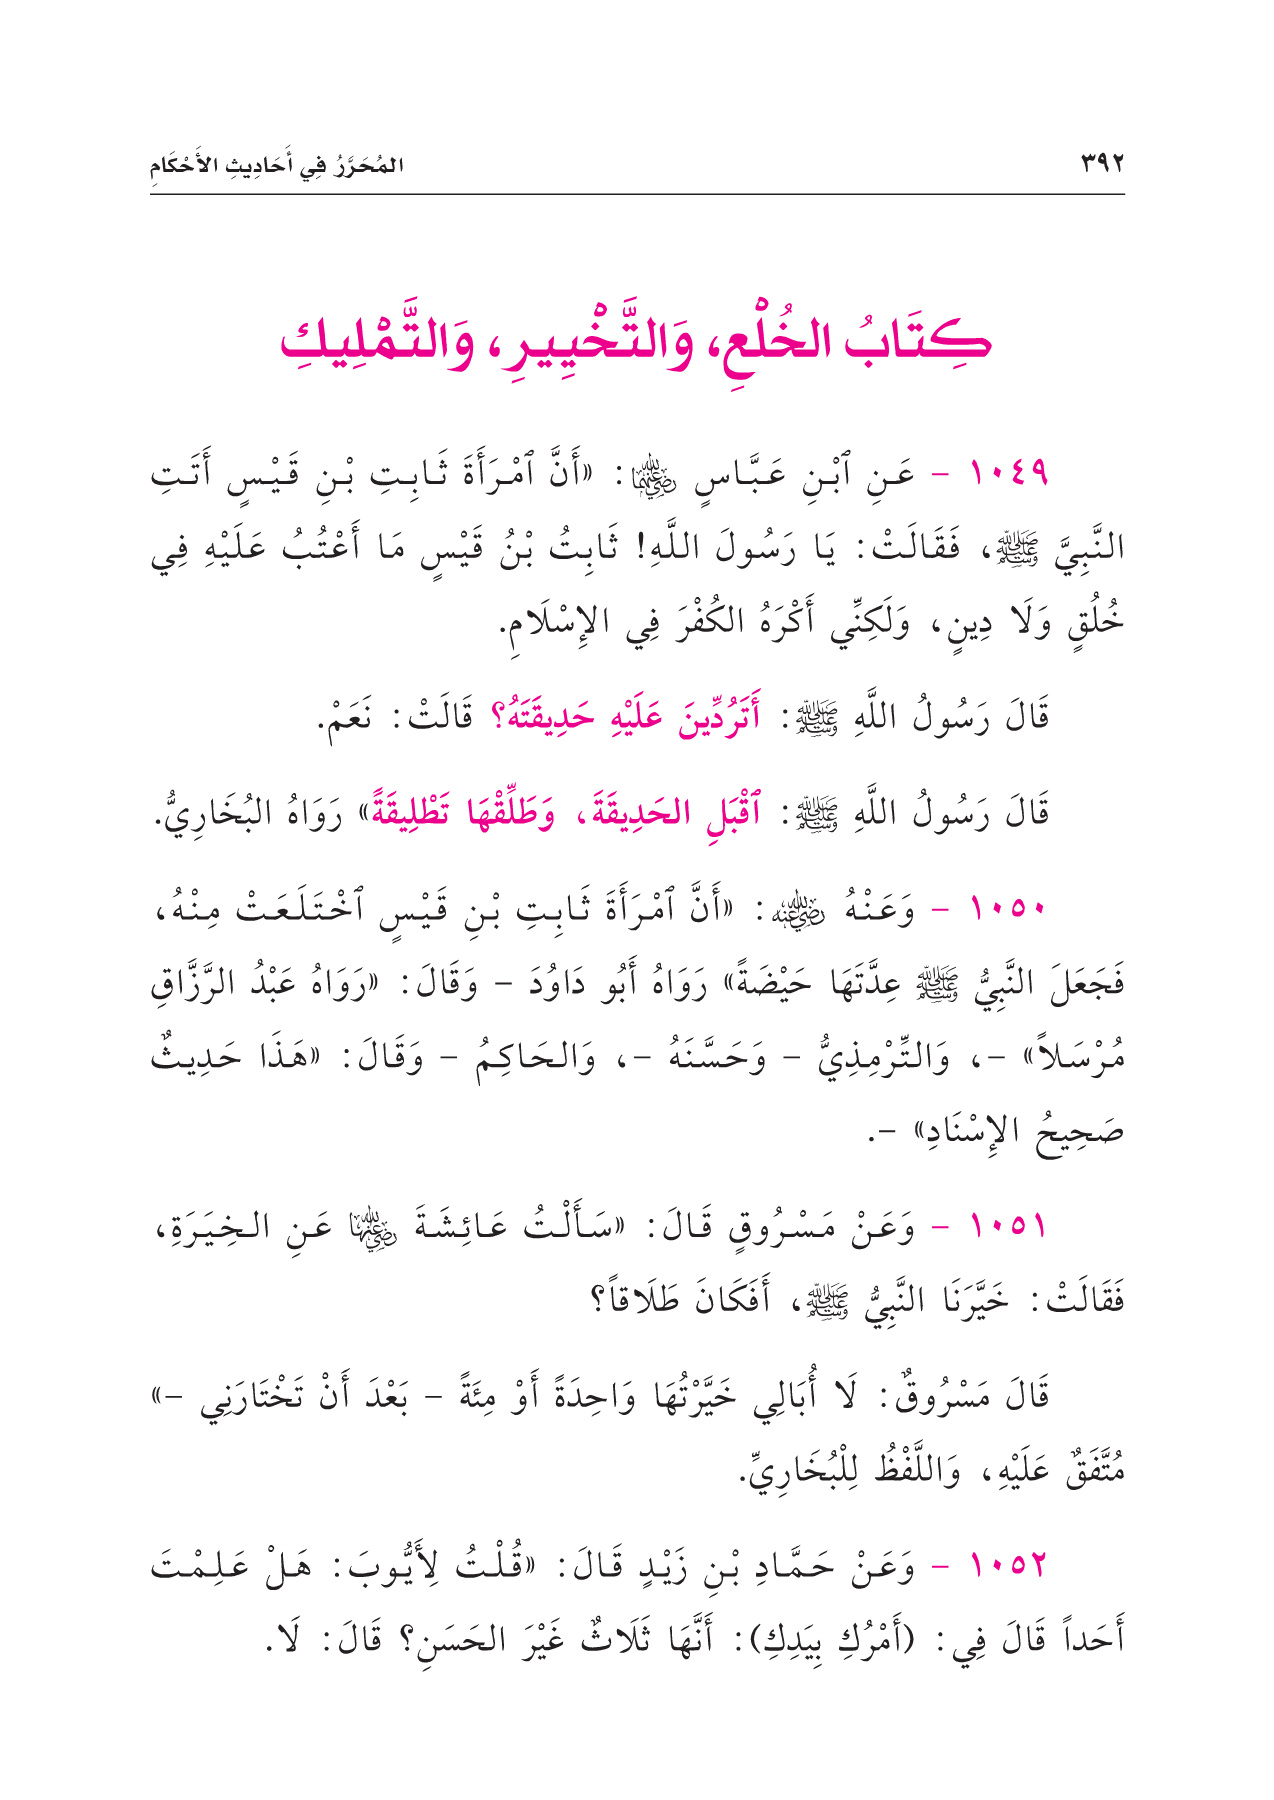 ٣٩٢
المُحَرَّرُ فِي أَحَادِيثِ الأَحْكَامِ
كِتَابُ الخُلْعِ، وَالتَّخْيِيرِ، وَالتَّمْلِيكِ
١٠٤٩ - عَنِ ٱبْنِ عَبَّاسٍ رضي الله عنهما: «أَنَّ ٱمْرَأَةَ ثَابِتِ بْنِ قَيْسٍ أَتَتِ
النَّبِيَّ ﷺ، فَقَالَتْ: يَا رَسُولَ اللَّهِ! ثَابِتُ بْنُ قَيْسٍ مَا أَعْتُبُ عَلَيْهِ فِي
خُلُقٍ وَلَا دِينٍ، وَلَكِنِّي أَكْرَهُ الكُفْرَ فِي الإِسْلَامِ.
قَالَ رَسُولُ اللَّهِ ﷺ: أَتَرُدِّينَ عَلَيْهِ حَدِيقَتَهُ؟ قَالَتْ: نَعَمْ.
قَالَ رَسُولُ اللَّهِ ﷺ: ٱقْبَلِ الحَدِيقَةَ، وَطَلِّقْهَا تَطْلِيقَةً» رَوَاهُ البُخَارِيُّ.
١٠٥٠ - وَعَنْهُ رضي الله عنه: «أَنَّ ٱمْرَأَةَ ثَابِتِ بْنِ قَيْسٍ ٱخْتَلَعَتْ مِنْهُ،
فَجَعَلَ النَّبِيُّ ﷺ عِدَّتَهَا حَيْضَةً» رَوَاهُ أَبُو دَاوُدَ - وَقَالَ: «رَوَاهُ عَبْدُ الرَّزَّاقِ
مُرْسَلاً» -، وَالتِّرْمِذِيُّ - وَحَسَّنَهُ -، وَالحَاكِمُ - وَقَالَ: «هَذَا حَدِيثٌ
صَحِيحُ الإِسْنَادِ» -.
١٠٥١ - وَعَنْ مَسْرُوقٍ قَالَ: «سَأَلْتُ عَائِشَةَ رضي الله عنها عَنِ الخِيَرَةِ،
فَقَالَتْ: خَيَّرَنَا النَّبِيُّ ﷺ، أَفَكَانَ طَلَاقاً؟
قَالَ مَسْرُوقٌ: لَا أُبَالِي خَيَّرْتُهَا وَاحِدَةً أَوْ مِئَةً - بَعْدَ أَنْ تَخْتَارَنِي -»
مُتَّفَقٌ عَلَيْهِ، وَاللَّفْظُ لِلْبُخَارِيِّ.
١٠٥٢ - وَعَنْ حَمَّادِ بْنِ زَيْدٍ قَالَ: «قُلْتُ لِأَيُّوبَ: هَلْ عَلِمْتَ
أَحَداً قَالَ فِي: (أَمْرُكِ بِيَدِكِ): أَنَّهَا ثَلَاثٌ غَيْرَ الحَسَنِ؟ قَالَ: لَا.